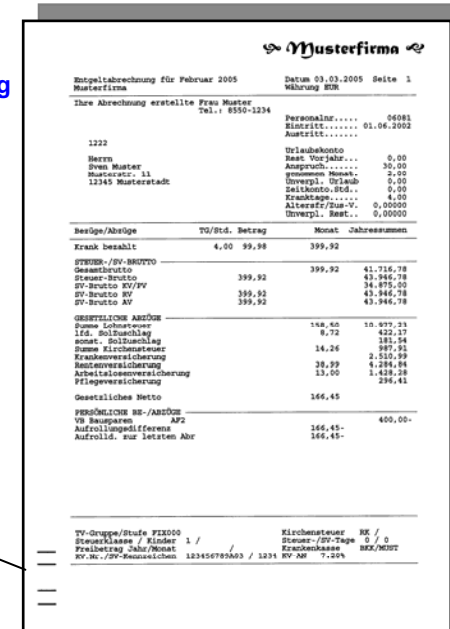 g
Musterfirma
Entgeltabrechnung für Februar 2005 Datum 03.03.2005 Seite 1
Musterfirma Währung EUR
Ihre Abrechnung erstellte Frau Muster
Tel.: 8550-1234
Personalnr..... 06081
Eintritt....... 01.06.2002
Austritt.......
1222
Urlaubskonto
Herrn Rest Vorjahr... 0,00
Sven Muster Anspruch....... 30,00
Musterstr. 11 genommen Monat. 2,00
12345 Musterstadt Unverpl. Urlaub 0,00
Zeitkonto.Std.. 0,00
Kranktage...... 4,00
Altersfr/Zus-V. 0,00000
Unverpl. Rest.. 0,00000
Bezüge/Abzüge TG/Std. Betrag Monat Jahressummen
Krank bezahlt 4,00 99,98 399,92
STEUER-/SV-BRUTTO
Gesamtbrutto 399,92 41.716,78
Steuer-Brutto 399,92 43.946,78
SV-Brutto KV/PV 34.875,00
SV-Brutto RV 399,92 43.946,78
SV-Brutto AV 399,92 43.946,78
GESETZLICHE ABZÜGE
Summe Lohnsteuer 158,50 10.977,23
lfd. SolZuschlag 8,72 422,17
sonst. SolZuschlag 181,54
Summe Kirchensteuer 14,26 987,91
Krankenversicherung 2.510,99
Rentenversicherung 38,99 4.284,84
Arbeitslosenversicherung 13,00 1.428,28
Pflegeversicherung 296,41
Gesetzliches Netto 166,45
PERSÖNLICHE BE-/ABZÜGE
VB Bausparen AF2 400,00-
Aufrollungsdifferenz 166,45-
Aufrolld. zur letzten Abr 166,45-
TV-Gruppe/Stufe FIX000 Kirchensteuer RK /
Steuerklasse / Kinder 1 / Steuer-/SV-Tage 0 / 0
Freibetrag Jahr/Monat / Krankenkasse BKK/MUST
RV.Nr./SV-Kennzeichen 123456789A03 / 1234 KV-AN 7.20%